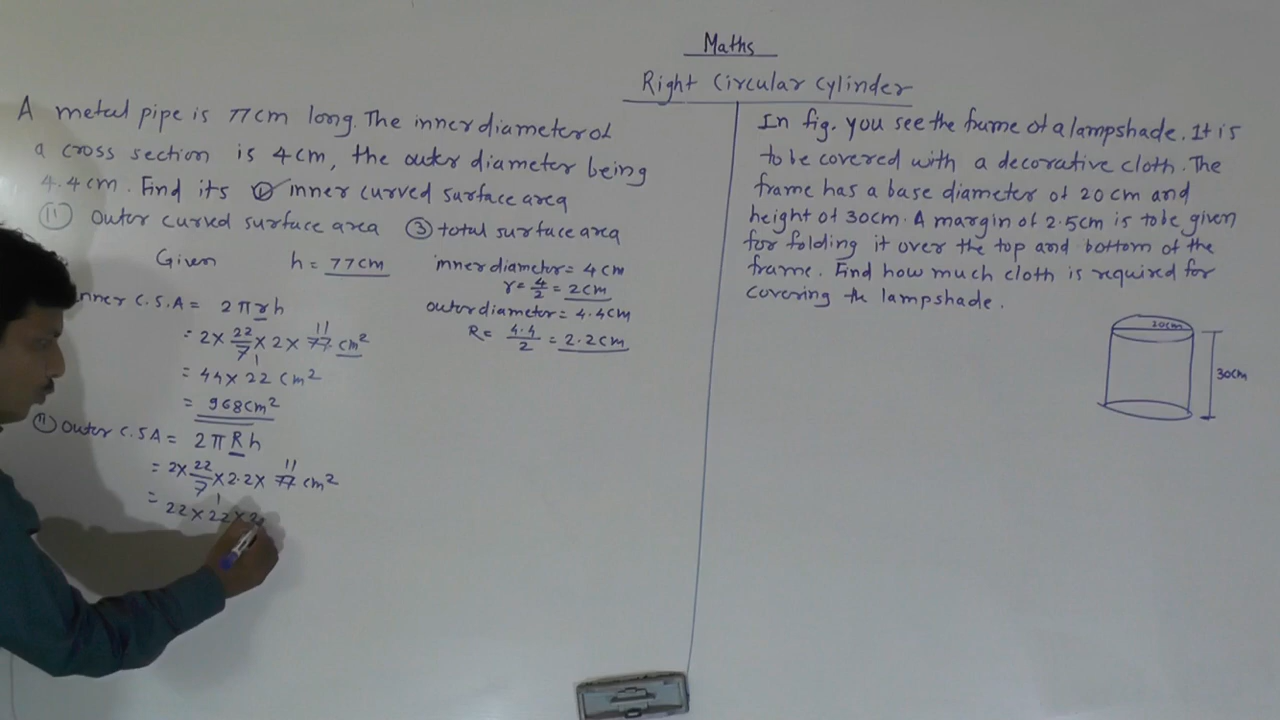 Maths
Right Circular Cylinder
A metal pipe is 77cm long. The inner diameter of
a cross section is 4cm, the outer diameter being
4.4cm. Find its ① inner curved surface area
(11) Outer curved surface area ③ total surface area
Given h = 77cm
inner diameter = 4cm
r = 4/2 = 2cm
outer diameter = 4.4cm
R = 4.4/2 = 2.2cm
inner C.S.A = 2πrh
= 2 × 22/7 × 2 × 77 cm²
11
1
= 44 × 22 cm²
= 968cm²
(11) Outer C.S.A = 2πRh
= 2 × 22/7 × 2.2 × 77 cm²
11
1
= 22 × 22 ×
In fig. you see the frame of a lampshade. It is
to be covered with a decorative cloth. The
frame has a base diameter of 20cm and
height of 30cm. A margin of 2.5cm is to be given
for folding it over the top and bottom of the
frame. Find how much cloth is required for
covering the lampshade.
20cm
30cm